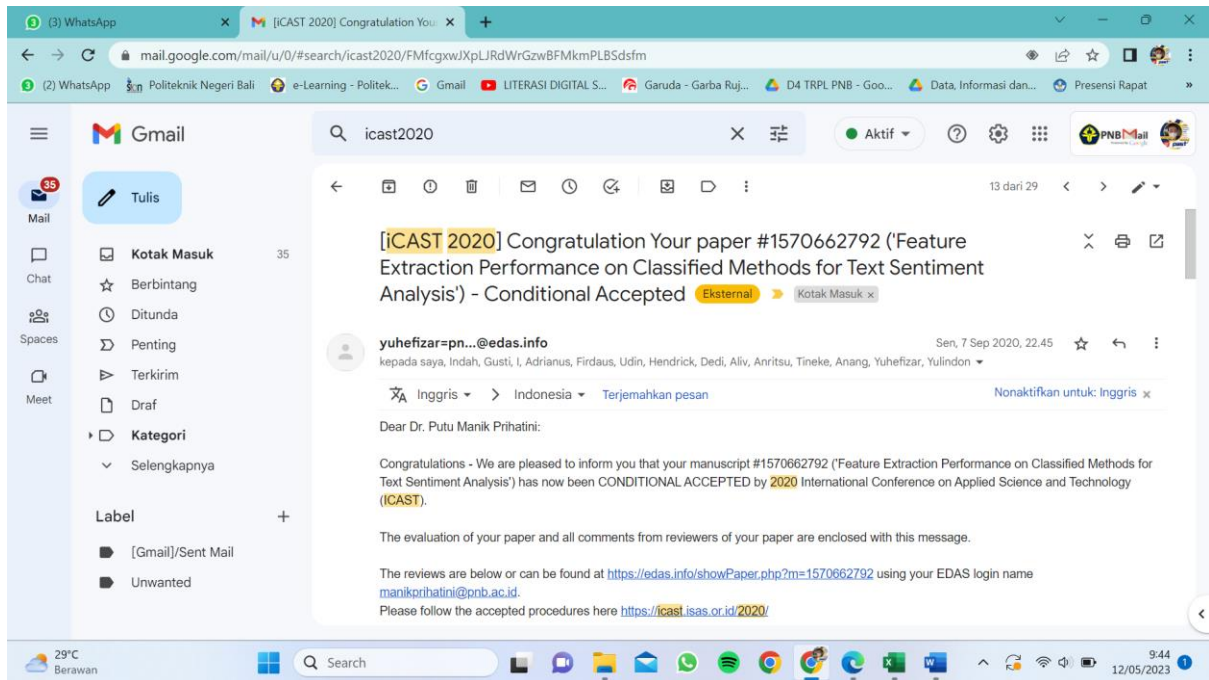 (3) WhatsApp
[iCAST 2020] Congratulation You
mail.google.com/mail/u/0/#search/icast2020/FMfcgxwJXpLJRdWrGzwBFMkmPLBSdsfm
(2) WhatsApp Politeknik Negeri Bali e-Learning - Politek... Gmail LITERASI DIGITAL S... Garuda - Garba Ruj... D4 TRPL PNB - Goo... Data, Informasi dan... Presensi Rapat »
Gmail
icast2020
Aktif
PNBMail
35
Mail
Chat
Spaces
Meet
Tulis
Kotak Masuk 35
Berbintang
Ditunda
Penting
Terkirim
Draf
Kategori
Selengkapnya
Label +
[Gmail]/Sent Mail
Unwanted
13 dari 29
[iCAST 2020] Congratulation Your paper #1570662792 ('Feature
Extraction Performance on Classified Methods for Text Sentiment
Analysis') - Conditional Accepted Eksternal Kotak Masuk x
yuhefizar=pn...@edas.info
Sen, 7 Sep 2020, 22.45
kepada saya, Indah, Gusti, I, Adrianus, Firdaus, Udin, Hendrick, Dedi, Aliv, Anritsu, Tineke, Anang, Yuhefizar, Yulindon
Inggris > Indonesia Terjemahkan pesan
Nonaktifkan untuk: Inggris x
Dear Dr. Putu Manik Prihatini:
Congratulations - We are pleased to inform you that your manuscript #1570662792 ('Feature Extraction Performance on Classified Methods for
Text Sentiment Analysis') has now been CONDITIONAL ACCEPTED by 2020 International Conference on Applied Science and Technology
(ICAST).
The evaluation of your paper and all comments from reviewers of your paper are enclosed with this message.
The reviews are below or can be found at https://edas.info/showPaper.php?m=1570662792 using your EDAS login name
manikprihatini@pnb.ac.id.
Please follow the accepted procedures here https://icast.isas.or.id/2020/
29°C
Berawan
Search
9:44
12/05/2023
1